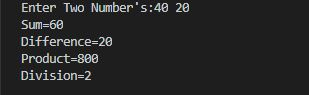 Enter Two Number's:40 20
Sum=60
Difference=20
Product=800
Division=2